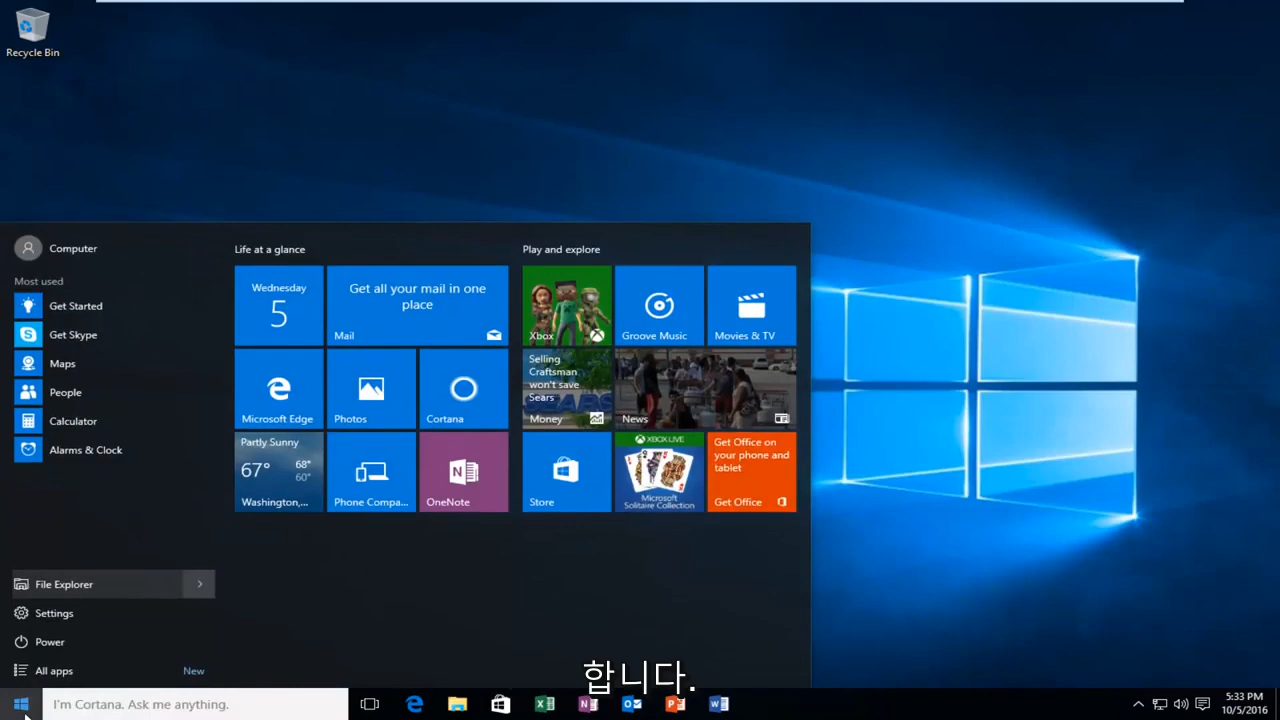 Recycle Bin
Computer
Most used
Get Started
Get Skype
Maps
People
Calculator
Alarms & Clock
File Explorer
Settings
Power
All apps
New
Life at a glance
Wednesday
5
Get all your mail in one
place
Mail
Microsoft Edge
Photos
Cortana
Partly Sunny
67°
68°
60°
Washington,...
Phone Compa...
OneNote
Play and explore
Xbox
Groove Music
Movies & TV
Selling
Craftsman
won't save
Sears
Money
News
Store
XBOX LIVE
Microsoft
Solitaire Collection
Get Office on
your phone and
tablet
Get Office
합니다.
I'm Cortana. Ask me anything.
5:33 PM
10/5/2016